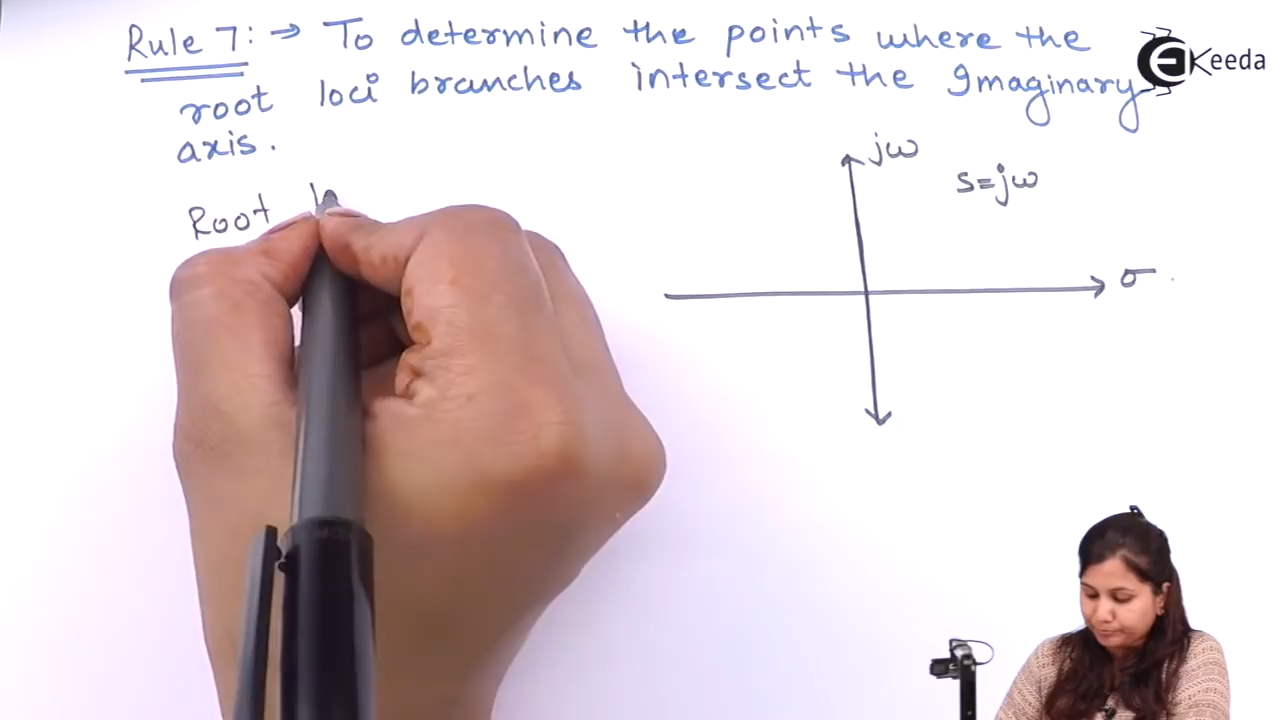 Rule 7: → To determine the points where the
root loci branches intersect the Imaginary
axis.
jω
s=jω
Root
σ
EKeeda